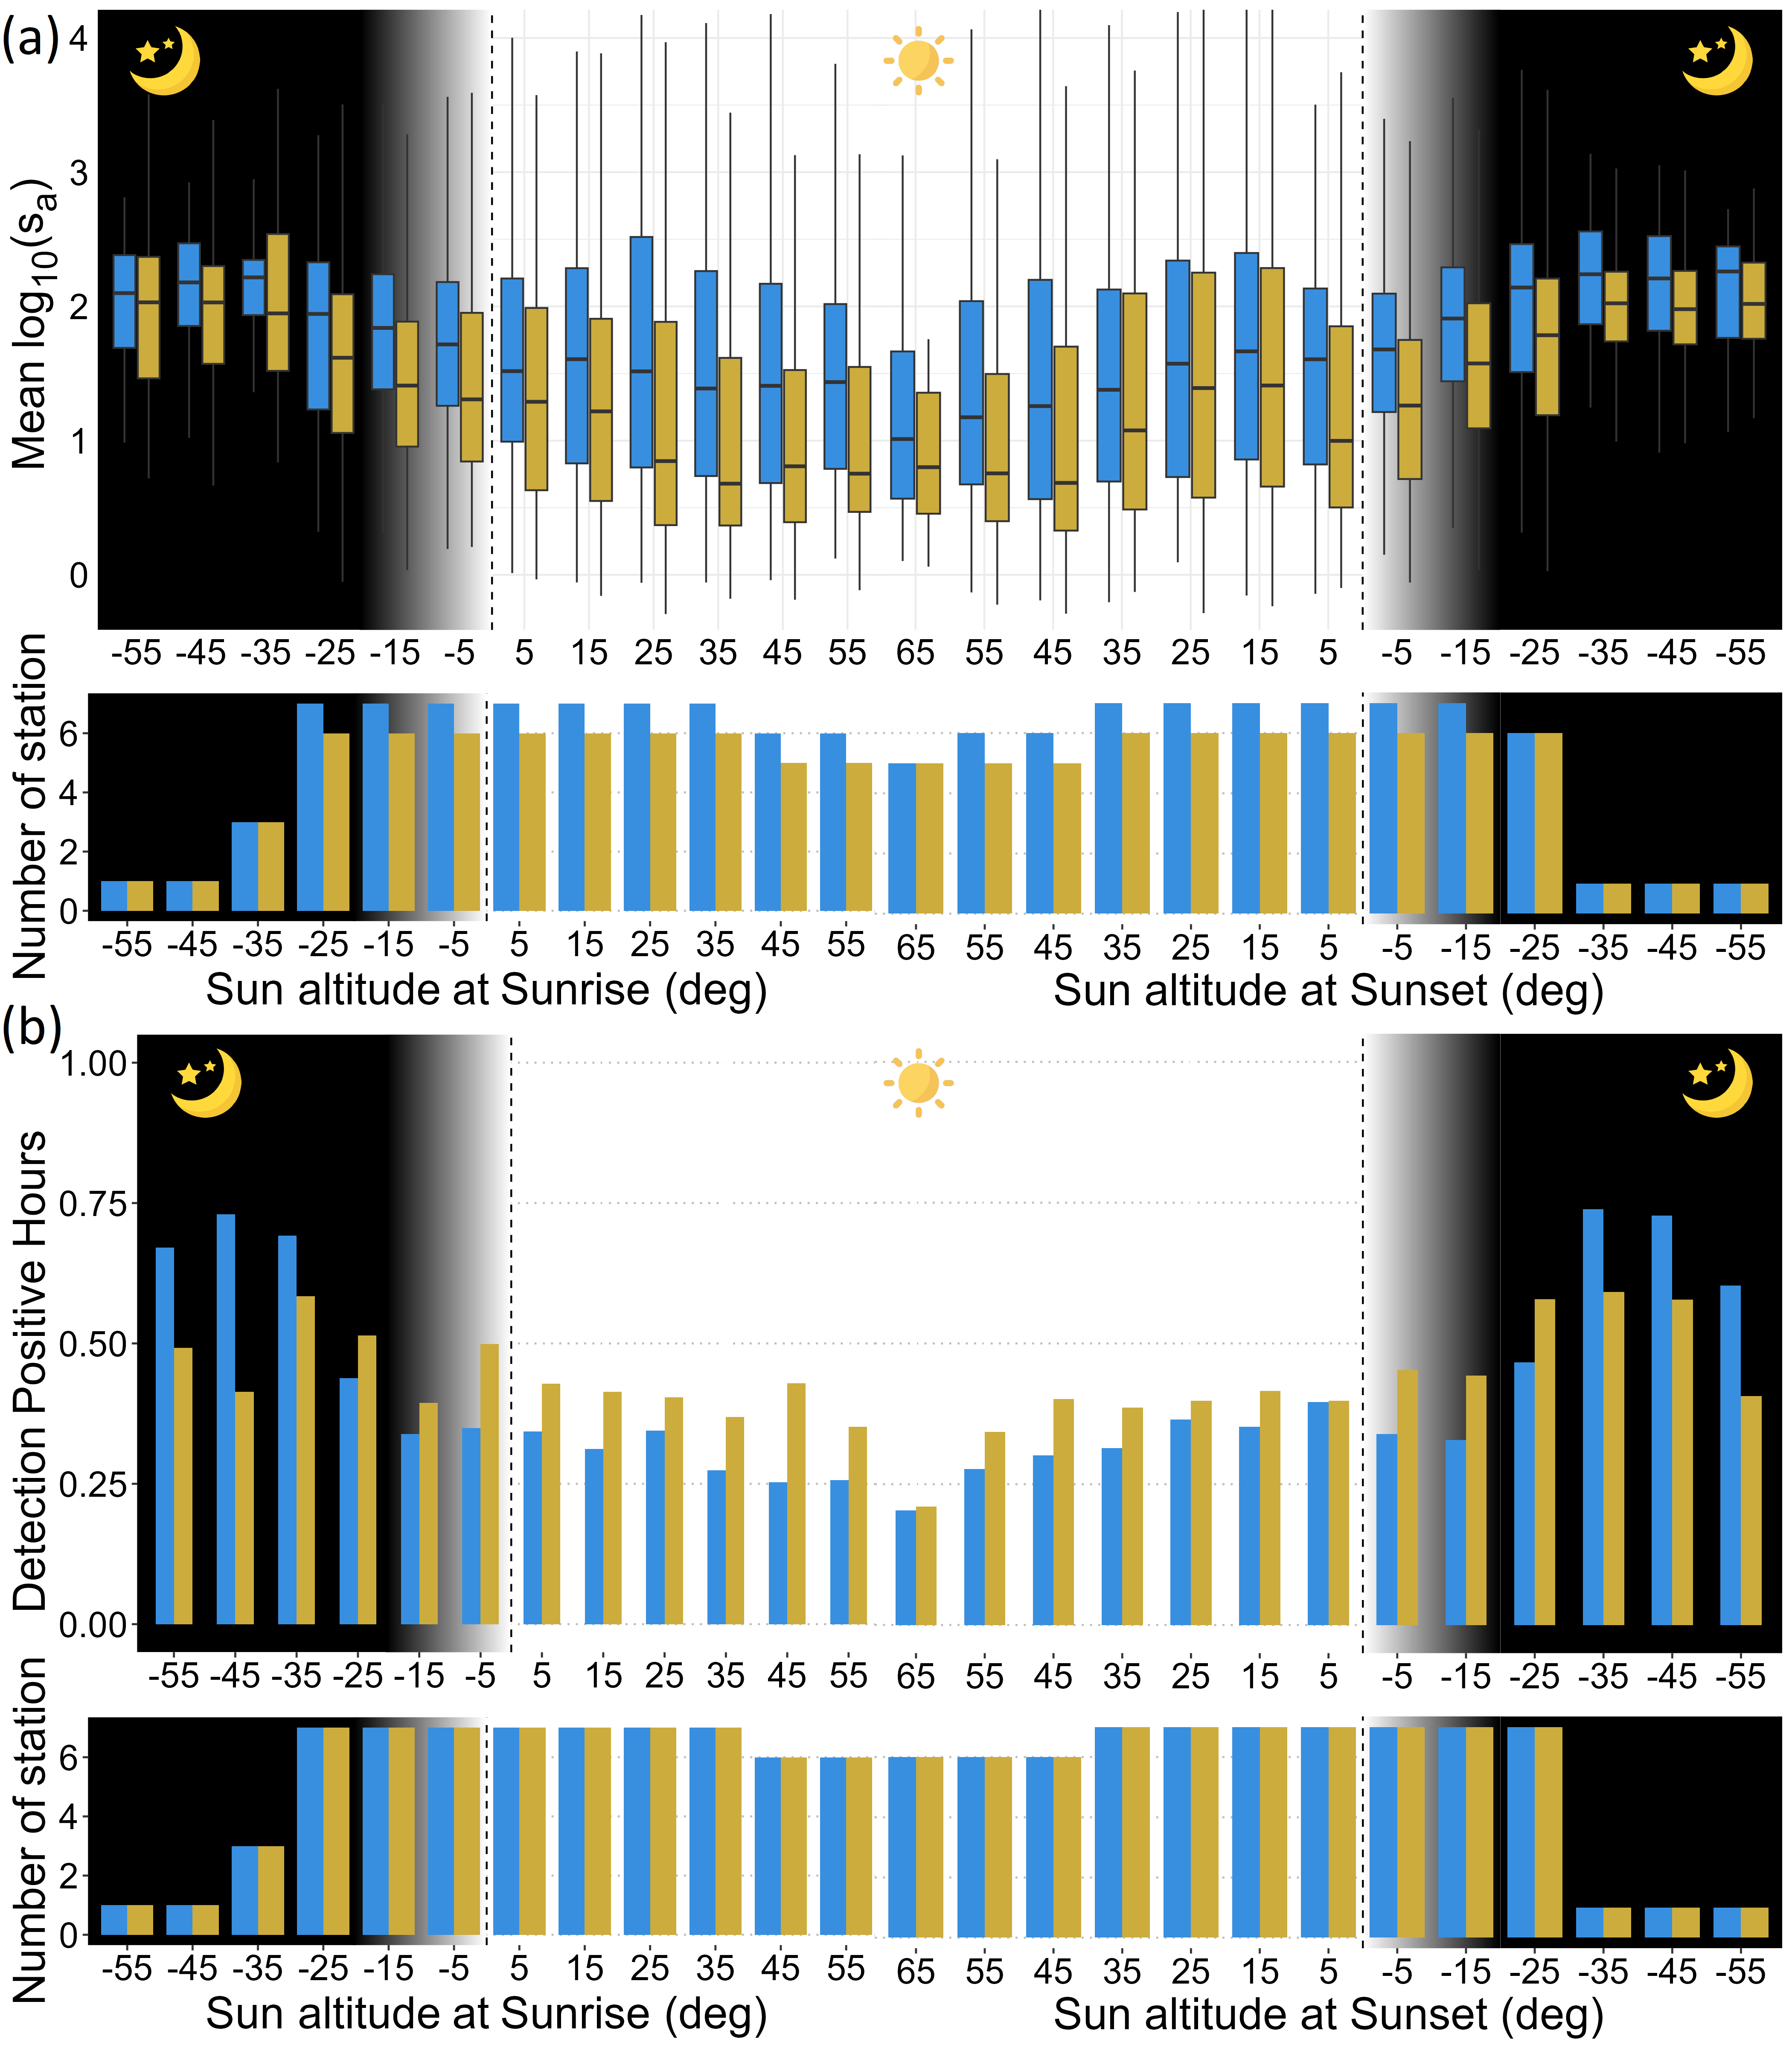 (a)
Mean log10(sa)
4
3
2
1
0
-55 -45 -35 -25 -15 -5 5 15 25 35 45 55 65 55 45 35 25 15 5 -5 -15 -25 -35 -45 -55
Number of station
6
4
2
0
-55 -45 -35 -25 -15 -5 5 15 25 35 45 55 65 55 45 35 25 15 5 -5 -15 -25 -35 -45 -55
Sun altitude at Sunrise (deg) Sun altitude at Sunset (deg)
(b)
Detection Positive Hours
1.00
0.75
0.50
0.25
0.00
-55 -45 -35 -25 -15 -5 5 15 25 35 45 55 65 55 45 35 25 15 5 -5 -15 -25 -35 -45 -55
Number of station
6
4
2
0
-55 -45 -35 -25 -15 -5 5 15 25 35 45 55 65 55 45 35 25 15 5 -5 -15 -25 -35 -45 -55
Sun altitude at Sunrise (deg) Sun altitude at Sunset (deg)